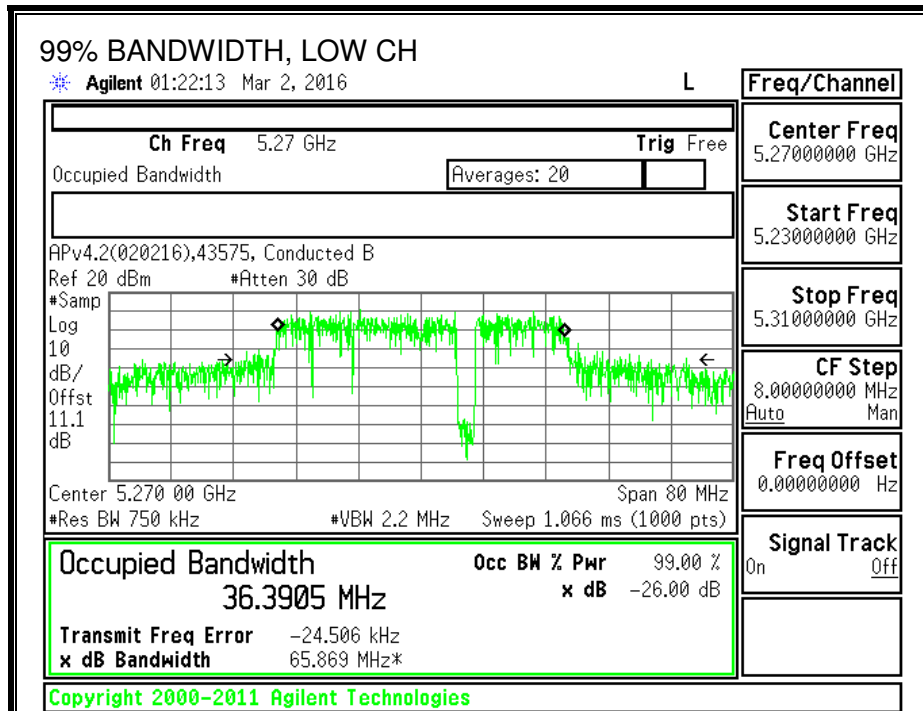 99% BANDWIDTH, LOW CH
Agilent 01:22:13 Mar 2, 2016 L
Ch Freq 5.27 GHz Trig Free
Occupied Bandwidth Averages: 20
APv4.2(020216),43575, Conducted B
Ref 20 dBm #Atten 30 dB
#Samp
Log
10
dB/
Offst
11.1
dB
Center 5.270 00 GHz Span 80 MHz
#Res BW 750 kHz #VBW 2.2 MHz Sweep 1.066 ms (1000 pts)
Occupied Bandwidth Occ BW % Pwr 99.00 %
36.3905 MHz x dB -26.00 dB
Transmit Freq Error -24.506 kHz
x dB Bandwidth 65.869 MHz*
Copyright 2000-2011 Agilent Technologies
Freq/Channel
Center Freq
5.27000000 GHz
Start Freq
5.23000000 GHz
Stop Freq
5.31000000 GHz
CF Step
8.00000000 MHz
Auto Man
Freq Offset
0.00000000 Hz
Signal Track
On Off